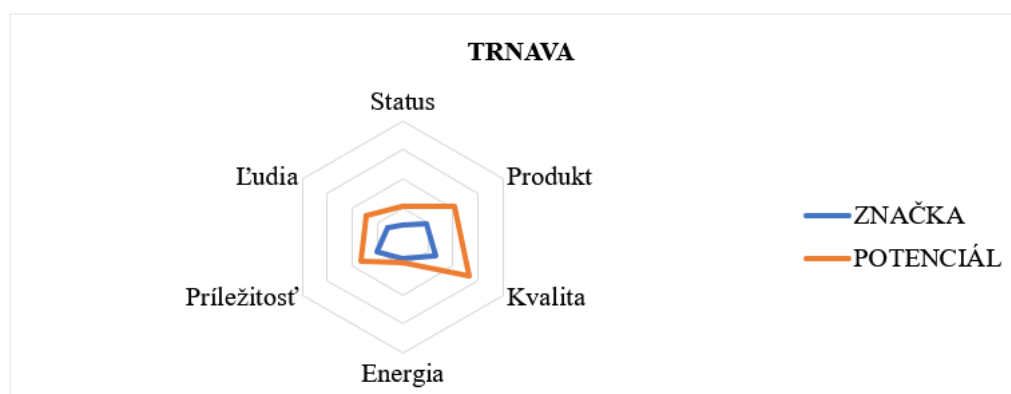 TRNAVA
Status
Ľudia
Produkt
ZNAČKA
POTENCIÁL
Príležitosť
Kvalita
Energia